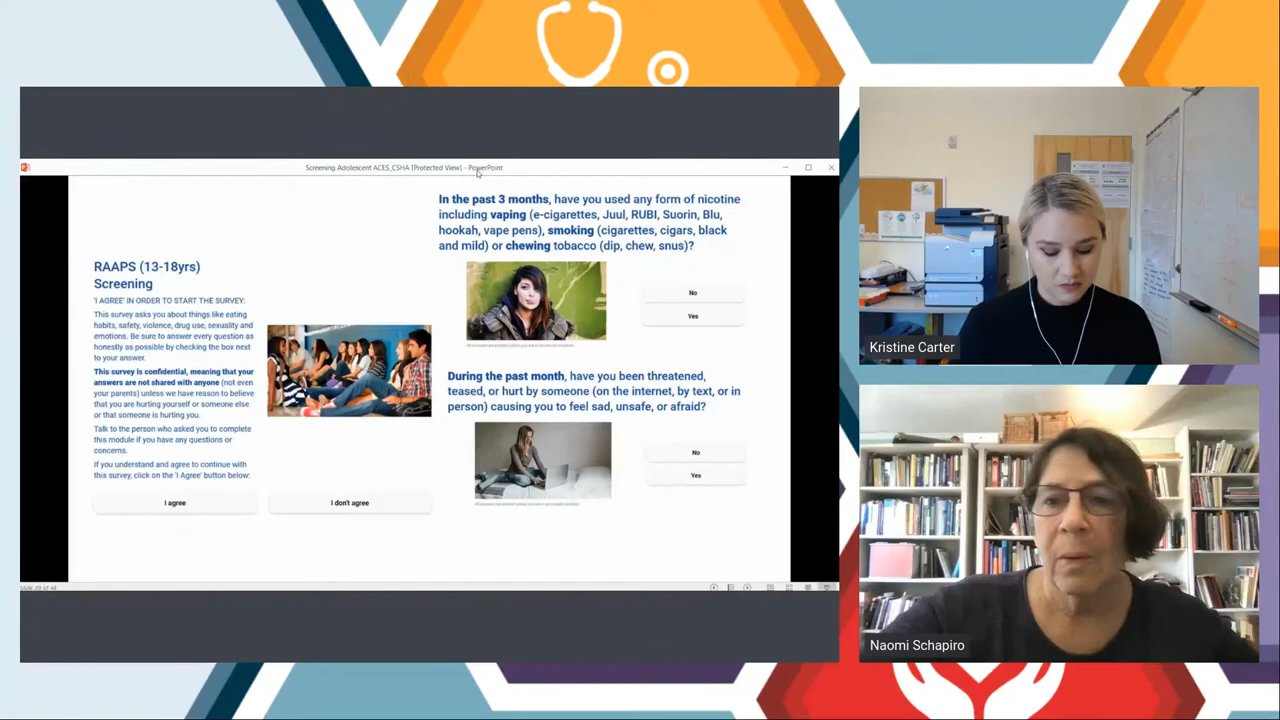 Screening Adolescent ACES_CSHA [Protected View] - PowerPoint
RAAPS (13-18yrs)
Screening
'I AGREE' IN ORDER TO START THE SURVEY:
This survey asks you about things like eating
habits, safety, violence, drug use, sexuality and
emotions. Be sure to answer every question as
honestly as possible by checking the box next
to your answer.
This survey is confidential, meaning that your
answers are not shared with anyone (not even
your parents) unless we have reason to believe
that you are hurting yourself or someone else
or that someone is hurting you.
Talk to the person who asked you to complete
this module if you have any questions or
concerns.
If you understand and agree to continue with
this survey, click on the 'I Agree' button below:
I agree
I don't agree
In the past 3 months, have you used any form of nicotine
including vaping (e-cigarettes, Juul, RUBI, Suorin, Blu,
hookah, vape pens), smoking (cigarettes, cigars, black
and mild) or chewing tobacco (dip, chew, snus)?
No
Yes
During the past month, have you been threatened,
teased, or hurt by someone (on the internet, by text, or in
person) causing you to feel sad, unsafe, or afraid?
No
Yes
Kristine Carter
Naomi Schapiro